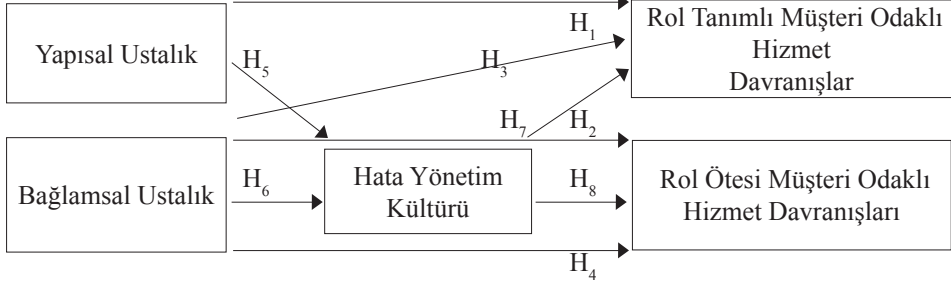 Yapısal Ustalık
Bağlamsal Ustalık
Hata Yönetim
Kültürü
Rol Tanımlı Müşteri Odaklı
Hizmet
Davranışlar
Rol Ötesi Müşteri Odaklı
Hizmet Davranışları
H₁
H₅
H₃
H₇
H₂
H₆
H₈
H₄